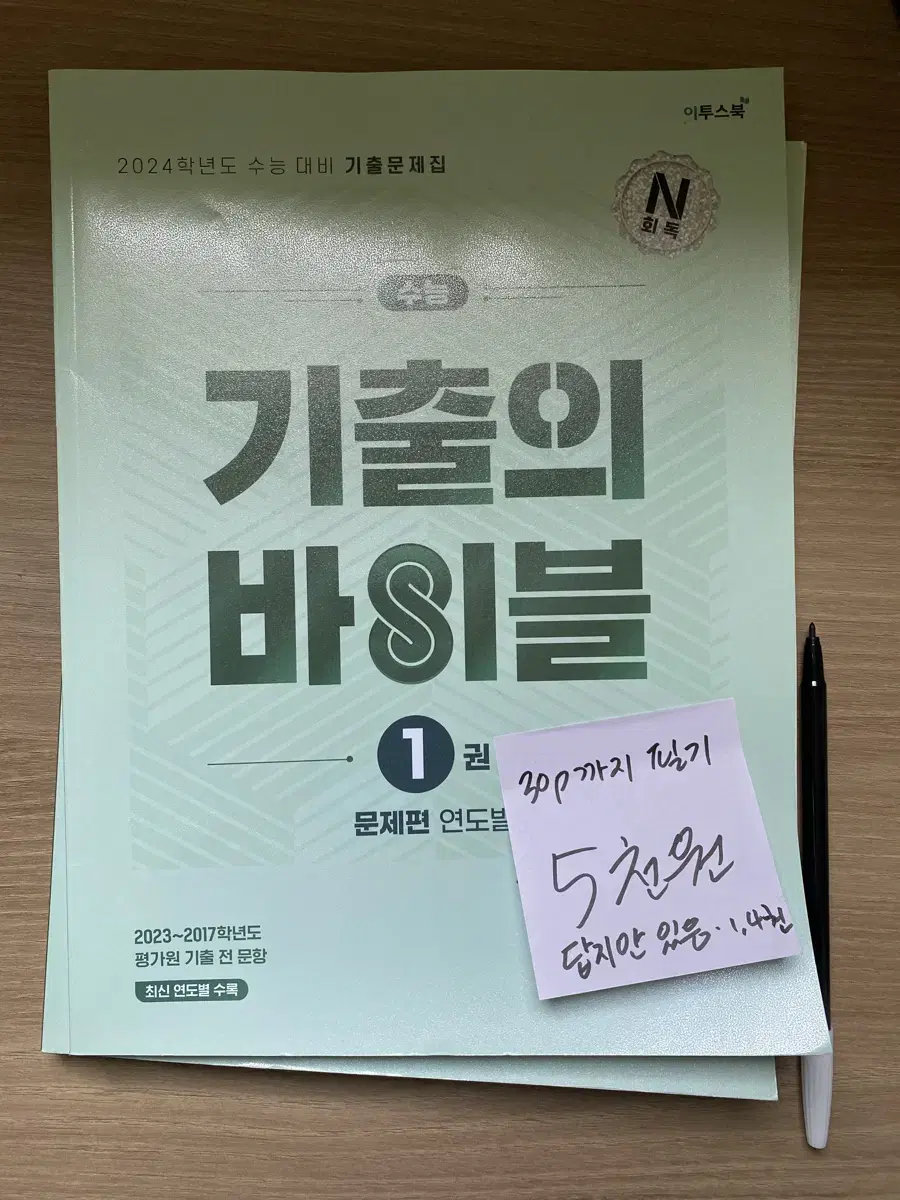 이투스북
2024학년도 수능 대비 기출문제집
N
회독
수능
기출의
바이블
1권
문제편 연도별
30p까지 필기
5천원
답지안 있음. 1,4권
2023~2017학년도
평가원 기출 전 문항
최신 연도별 수록